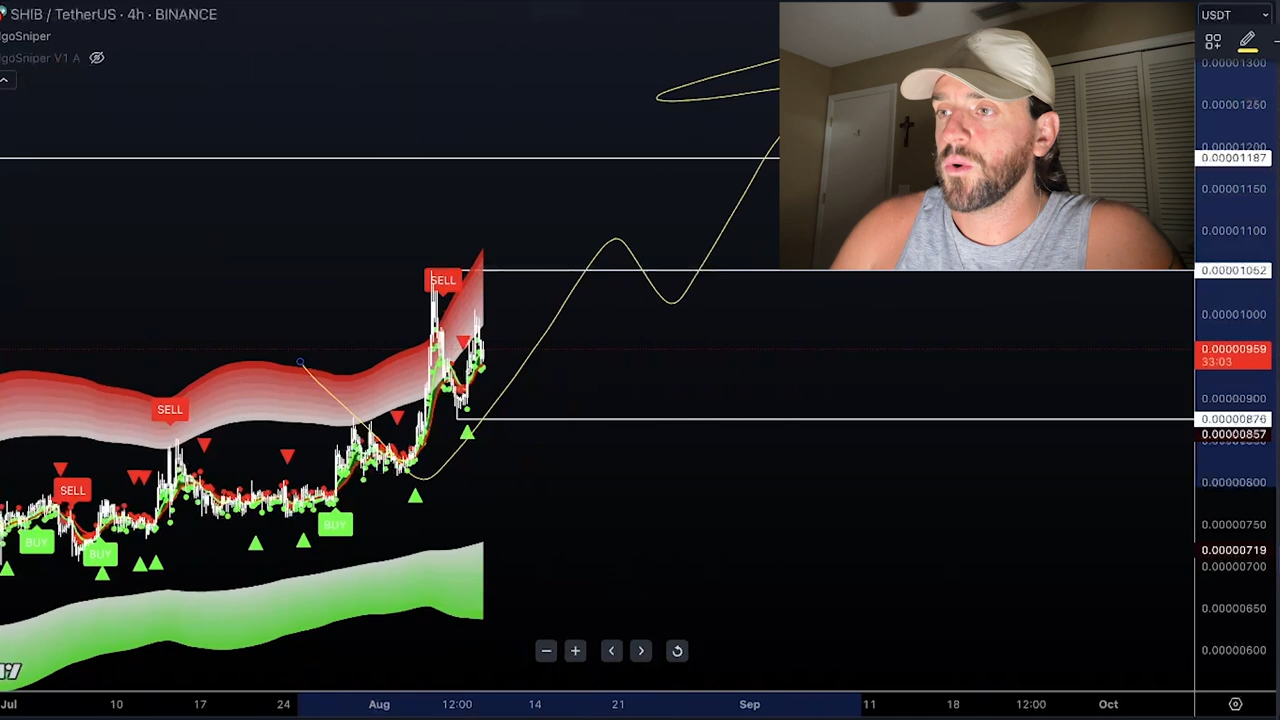 SHIB / TetherUS · 4h · BINANCE
goSniper
goSniper V1 A
USDT
0.00001300
0.00001250
0.00001200
0.00001187
0.00001150
0.00001100
0.00001052
0.00001000
0.00000959
33:03
0.00000900
0.00000876
0.00000857
0.00000800
0.00000750
0.00000719
0.00000700
0.00000650
0.00000600
SELL
SELL
SELL
BUY
BUY
BUY
Jul
10
17
24
Aug
12:00
14
21
Sep
11
18
12:00
Oct